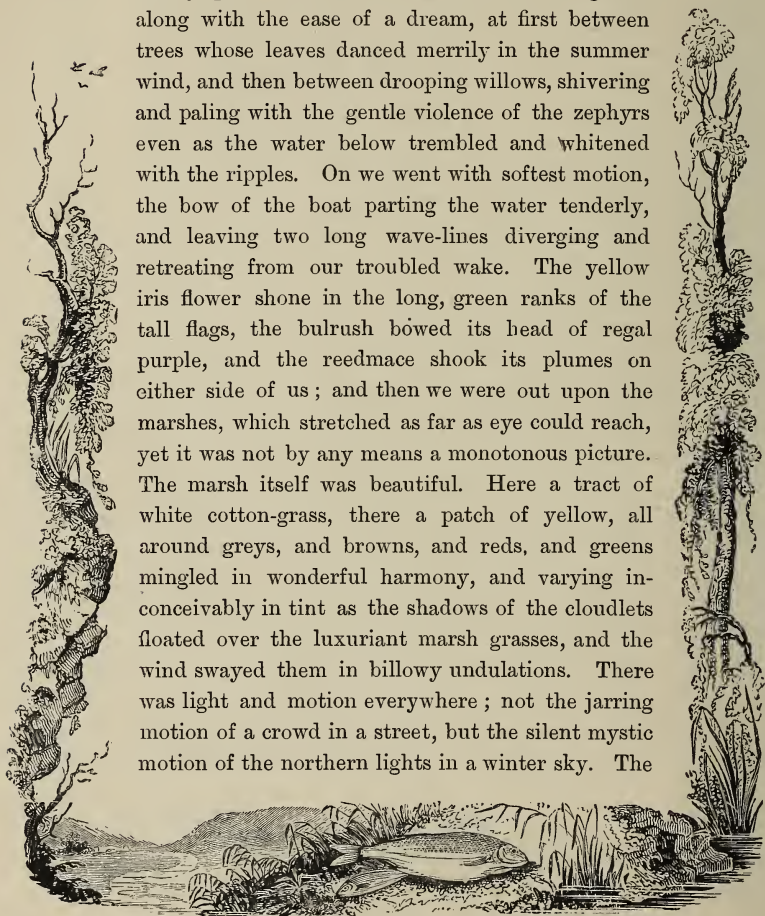 along with the ease of a dream, at first between
trees whose leaves danced merrily in the summer
wind, and then between drooping willows, shivering
and paling with the gentle violence of the zephyrs
even as the water below trembled and whitened
with the ripples. On we went with softest motion,
the bow of the boat parting the water tenderly,
and leaving two long wave-lines diverging and
retreating from our troubled wake. The yellow
iris flower shone in the long, green ranks of the
tall flags, the bulrush bowed its head of regal
purple, and the reedmace shook its plumes on
either side of us ; and then we were out upon the
marshes, which stretched as far as eye could reach,
yet it was not by any means a monotonous picture.
The marsh itself was beautiful. Here a tract of
white cotton-grass, there a patch of yellow, all
around greys, and browns, and reds, and greens
mingled in wonderful harmony, and varying in-
conceivably in tint as the shadows of the cloudlets
floated over the luxuriant marsh grasses, and the
wind swayed them in billowy undulations. There
was light and motion everywhere ; not the jarring
motion of a crowd in a street, but the silent mystic
motion of the northern lights in a winter sky. The